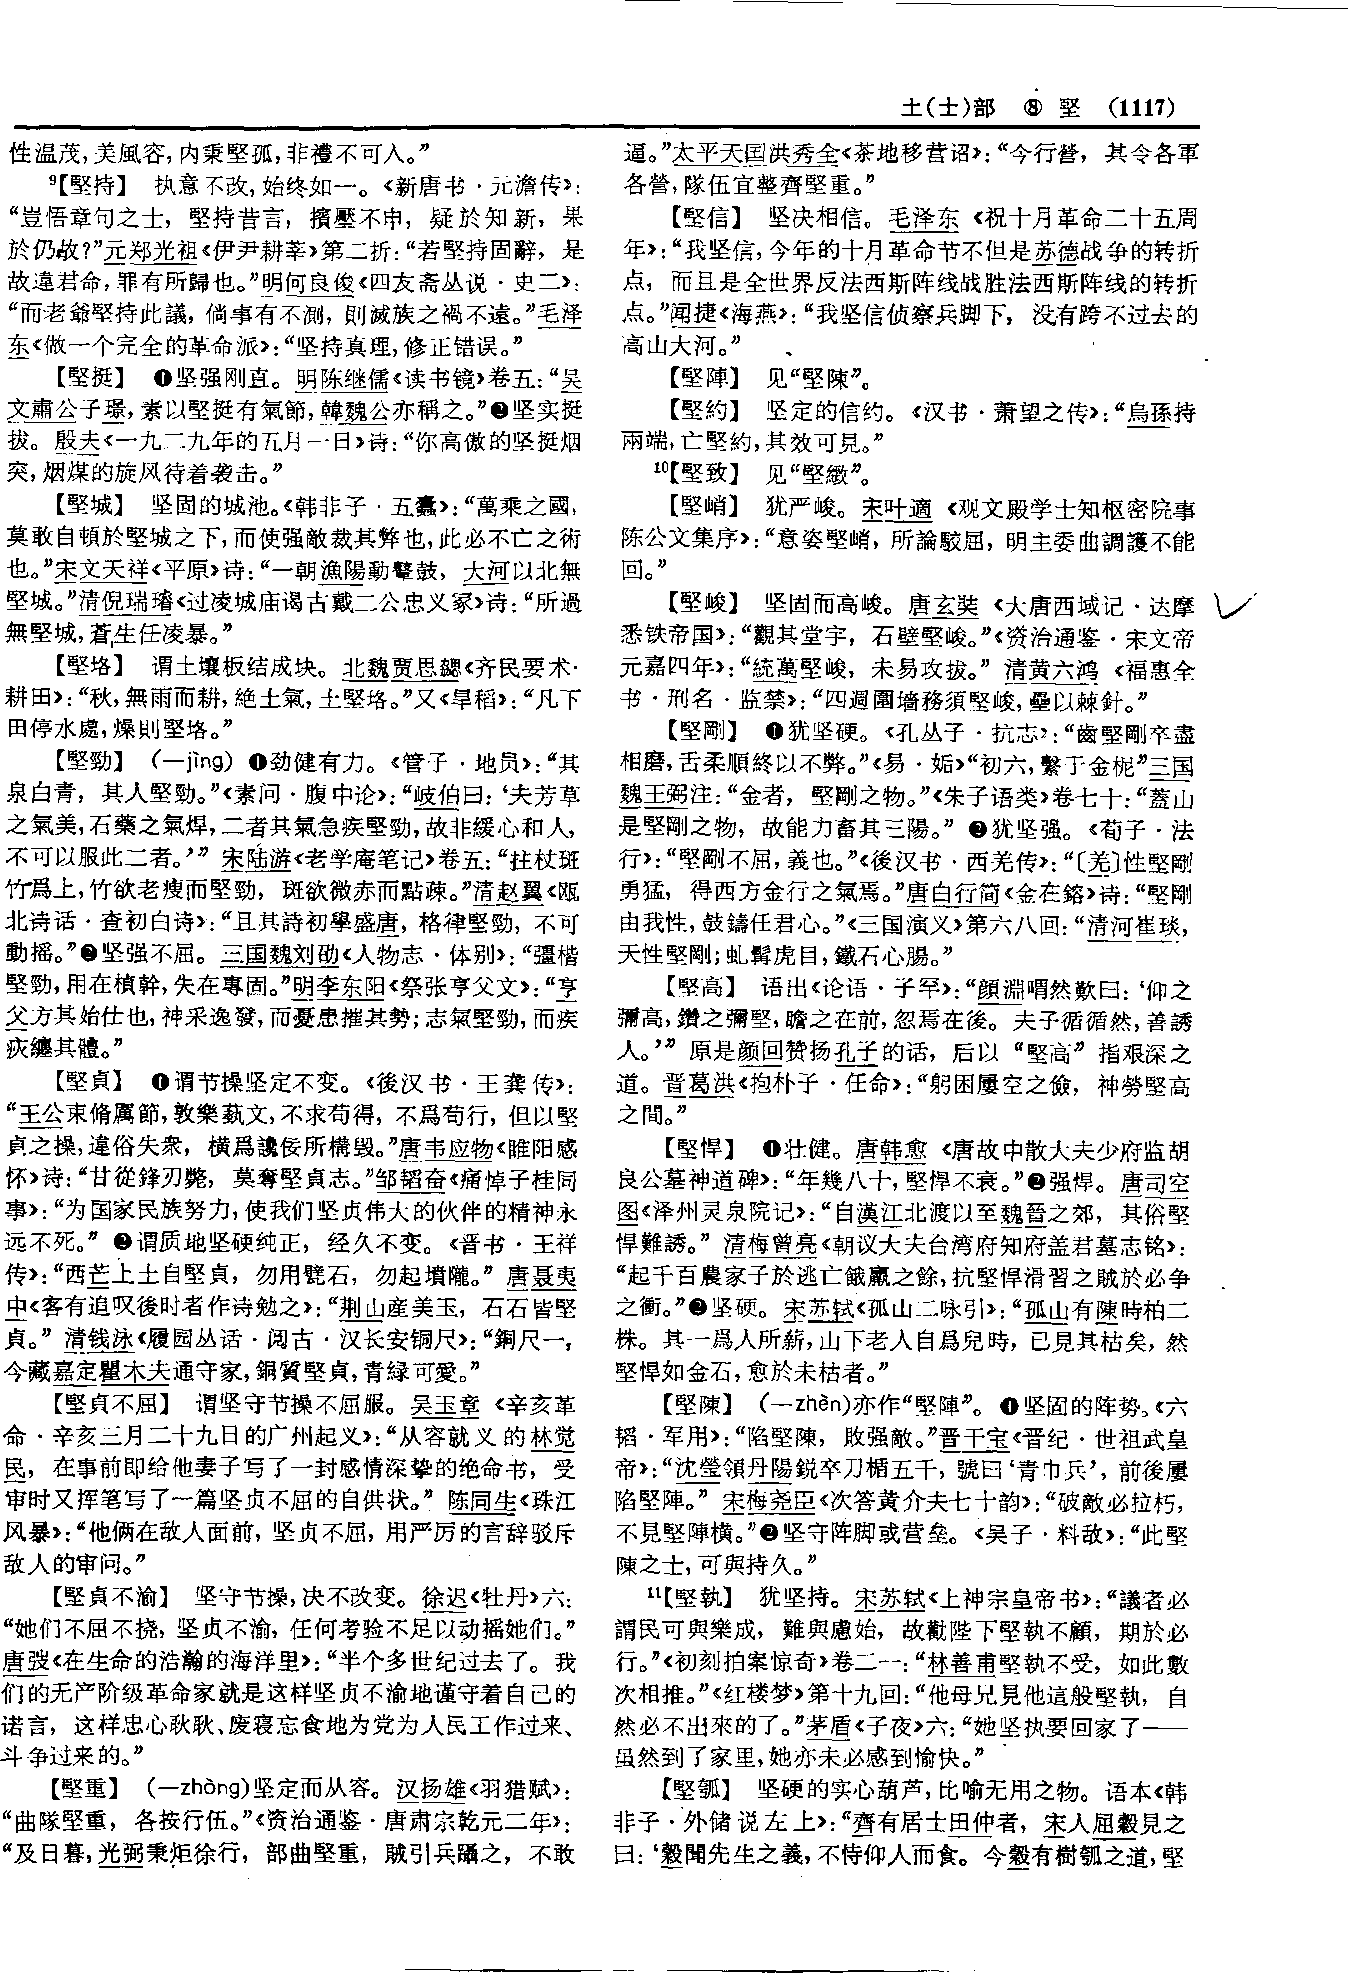 土(士)部 ⑧ 堅 (1117)
性温茂,美風容,内秉堅孤,非禮不可入。”
⁹【堅持】 执意不改,始终如一。《新唐书·元澹传》:
“豈悟章句之士, 堅持昔言, 擯壓不申, 疑於知新, 果
於仍故?”元郑光祖《伊尹耕莘》第二折:“若堅持固辭, 是
故違君命,罪有所歸也。”明何良俊《四友斋丛说·史二》:
“而老爺堅持此議, 倘事有不測, 則滅族之禍不遠。”毛泽
东《做一个完全的革命派》:“坚持真理,修正错误。”
【堅挺】 ❶坚强刚直。明陈继儒《读书镜》卷五:“吴
文肅公子璟,素以堅挺有氣節,韓魏公亦稱之。”❷坚实挺
拔。殷夫《一九二九年的五月一日》诗:“你高傲的坚挺烟
突,烟煤的旋风待着袭击。”
【堅城】 坚固的城池。《韩非子·五蠹》:“萬乘之國,
莫敢自頓於堅城之下,而使强敵裁其弊也,此必不亡之術
也。”宋文天祥《平原》诗:“一朝漁陽動鼙鼓, 大河以北無
堅城。”清倪瑞璿《过凌城庙谒古戴二公忠义冢》诗:“所過
無堅城,蒼生任凌暴。”
【堅垎】 谓土壤板结成块。北魏贾思勰《齐民要术·
耕田》:“秋,無雨而耕,絶土氣,土堅垎。”又《旱稻》:“凡下
田停水處,燥則堅垎。”
【堅勁】 (—jìng) ❶劲健有力。《管子·地员》:“其
泉白青, 其人堅勁。”《素问·腹中论》:“岐伯曰:‘夫芳草
之氣美,石藥之氣悍,二者其氣急疾堅勁,故非緩心和人,
不可以服此二者。’” 宋陆游《老学庵笔记》卷五:“拄杖斑
竹爲上,竹欲老瘦而堅勁, 斑欲微赤而點疎。”清赵翼《瓯
北诗话·查初白诗》:“且其詩初學盛唐, 格律堅勁, 不可
動摇。”❷坚强不屈。三国魏刘劭《人物志·体别》:“彊楷
堅勁,用在楨幹,失在專固。”明李东阳《祭张亨父文》:“亨
父方其始仕也,神采逸發,而憂患摧其勢;志氣堅勁,而疾
疢纏其體。”
【堅貞】 ❶谓节操坚定不变。《後汉书·王龚传》:
“王公束脩厲節,敦樂蓺文,不求苟得, 不爲苟行, 但以堅
貞之操,違俗失衆, 横爲讒佞所構毁。”唐韦应物《睢阳感
怀》诗:“甘從鋒刃斃, 莫奪堅貞志。”邹韬奋《痛悼子桂同
事》:“为国家民族努力,使我们坚贞伟大的伙伴的精神永
远不死。” ❷谓质地坚硬纯正, 经久不变。《晋书·王祥
传》:“西芒上土自堅貞, 勿用甓石, 勿起墳隴。” 唐聂夷
中《客有追叹後时者作诗勉之》:“荆山産美玉, 石石皆堅
貞。” 清钱泳《履园丛话·阅古·汉长安铜尺》:“銅尺一,
今藏嘉定瞿木夫通守家,銅質堅貞,青緑可愛。”
【堅貞不屈】 谓坚守节操不屈服。吴玉章 《辛亥革
命·辛亥三月二十九日的广州起义》:“从容就义的林觉
民, 在事前即给他妻子写了一封感情深挚的绝命书, 受
审时又挥笔写了一篇坚贞不屈的自供状。” 陈同生《珠江
风暴》:“他俩在敌人面前, 坚贞不屈, 用严厉的言辞驳斥
敌人的审问。”
【堅貞不渝】 坚守节操,决不改变。徐迟《牡丹》六:
“她们不屈不挠, 坚贞不渝, 任何考验不足以动摇她们。”
唐弢《在生命的浩瀚的海洋里》:“半个多世纪过去了。我
们的无产阶级革命家就是这样坚贞不渝地谨守着自己的
诺言, 这样忠心耿耿、废寝忘食地为党为人民工作过来、
斗争过来的。”
【堅重】 (—zhòng)坚定而从容。汉扬雄《羽猎赋》:
“曲隊堅重, 各按行伍。”《资治通鉴·唐肃宗乾元二年》:
“及日暮,光弼秉炬徐行, 部曲堅重, 賊引兵躡之, 不敢
逼。”太平天国洪秀全《茶地移营诏》:“今行營, 其令各軍
各營,隊伍宜整齊堅重。”
【堅信】 坚决相信。毛泽东 《祝十月革命二十五周
年》:“我坚信,今年的十月革命节不但是苏德战争的转折
点, 而且是全世界反法西斯阵线战胜法西斯阵线的转折
点。”闻捷《海燕》:“我坚信侦察兵脚下, 没有跨不过去的
高山大河。”
【堅陣】 见“堅陳”。
【堅約】 坚定的信约。《汉书·萧望之传》:“烏孫持
兩端,亡堅約,其效可見。”
¹⁰【堅致】 见“堅緻”。
【堅峭】 犹严峻。宋叶適 《观文殿学士知枢密院事
陈公文集序》:“意姿堅峭, 所論駮屈, 明主委曲調護不能
回。”
【堅峻】 坚固而高峻。唐玄奘 《大唐西域记·达摩
悉铁帝国》:“觀其堂宇, 石壁堅峻。”《资治通鉴·宋文帝
元嘉四年》:“統萬堅峻, 未易攻拔。” 清黄六鸿 《福惠全
书·刑名·监禁》:“四週圍墻務須堅峻,壘以棘針。”
【堅剛】 ❶犹坚硬。《孔丛子·抗志》:“齒堅剛卒盡
相磨,舌柔順終以不弊。”《易·姤》“初六,繫于金柅”三国
魏王弼注:“金者, 堅剛之物。”《朱子语类》卷七十:“蓋山
是堅剛之物, 故能力畜其三陽。” ❷犹坚强。《荀子·法
行》:“堅剛不屈,義也。”《後汉书·西羌传》:“〔羌〕性堅剛
勇猛, 得西方金行之氣焉。”唐白行简《金在鎔》诗:“堅剛
由我性,鼓鑄任君心。”《三国演义》第六八回:“清河崔琰,
天性堅剛;虬髯虎目,鐵石心腸。”
【堅高】 语出《论语·子罕》:“顔淵喟然歎曰:‘仰之
彌高,鑽之彌堅,瞻之在前,忽焉在後。夫子循循然,善誘
人。’” 原是颜回赞扬孔子的话, 后以“堅高”指艰深之
道。晋葛洪《抱朴子·任命》:“躬困屢空之儉, 神勞堅高
之間。”
【堅悍】 ❶壮健。唐韩愈 《唐故中散大夫少府监胡
良公墓神道碑》:“年幾八十,堅悍不衰。”❷强悍。唐司空
图《泽州灵泉院记》:“自漢江北渡以至魏晉之郊, 其俗堅
悍難誘。” 清梅曾亮《朝议大夫台湾府知府盖君墓志铭》:
“起千百農家子於逃亡餓羸之餘,抗堅悍滑習之賊於必争
之衝。”❷坚硬。宋苏轼《孤山二咏引》:“孤山有陳時柏二
株。其一爲人所薪,山下老人自爲兒時, 已見其枯矣, 然
堅悍如金石,愈於未枯者。”
【堅陳】 (—zhèn)亦作“堅陣”。❶坚固的阵势。《六
韬·军用》:“陷堅陳, 敗强敵。”晋干宝《晋纪·世祖武皇
帝》:“沈瑩領丹陽鋭卒刀楯五千, 號曰‘青巾兵’, 前後屢
陷堅陣。” 宋梅尧臣《次答黄介夫七十韵》:“破敵必拉朽,
不見堅陣横。”❷坚守阵脚或营垒。《吴子·料敌》:“此堅
陳之士,可與持久。”
¹¹【堅執】 犹坚持。宋苏轼《上神宗皇帝书》:“議者必
謂民可與樂成, 難與慮始, 故勸陛下堅執不顧, 期於必
行。”《初刻拍案惊奇》卷二一:“林善甫堅執不受, 如此數
次相推。”《红楼梦》第十九回:“他母兄見他這般堅執, 自
然必不出來的了。”茅盾《子夜》六:“她坚执要回家了——
虽然到了家里,她亦未必感到愉快。”
【堅瓠】 坚硬的实心葫芦,比喻无用之物。语本《韩
非子·外储说左上》:“齊有居士田仲者, 宋人屈穀見之
曰:‘穀聞先生之義,不恃仰人而食。今穀有樹瓠之道,堅